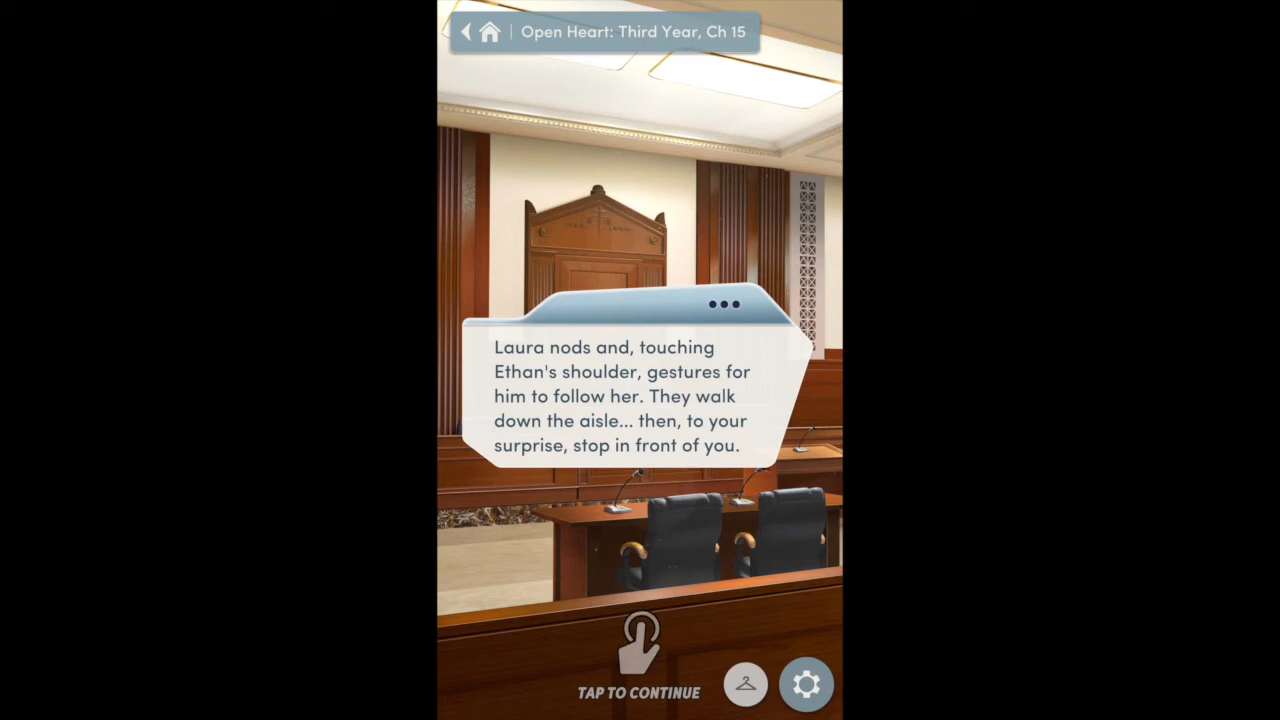 Open Heart: Third Year, Ch 15
Laura nods and, touching
Ethan's shoulder, gestures for
him to follow her. They walk
down the aisle... then, to your
surprise, stop in front of you.
TAP TO CONTINUE